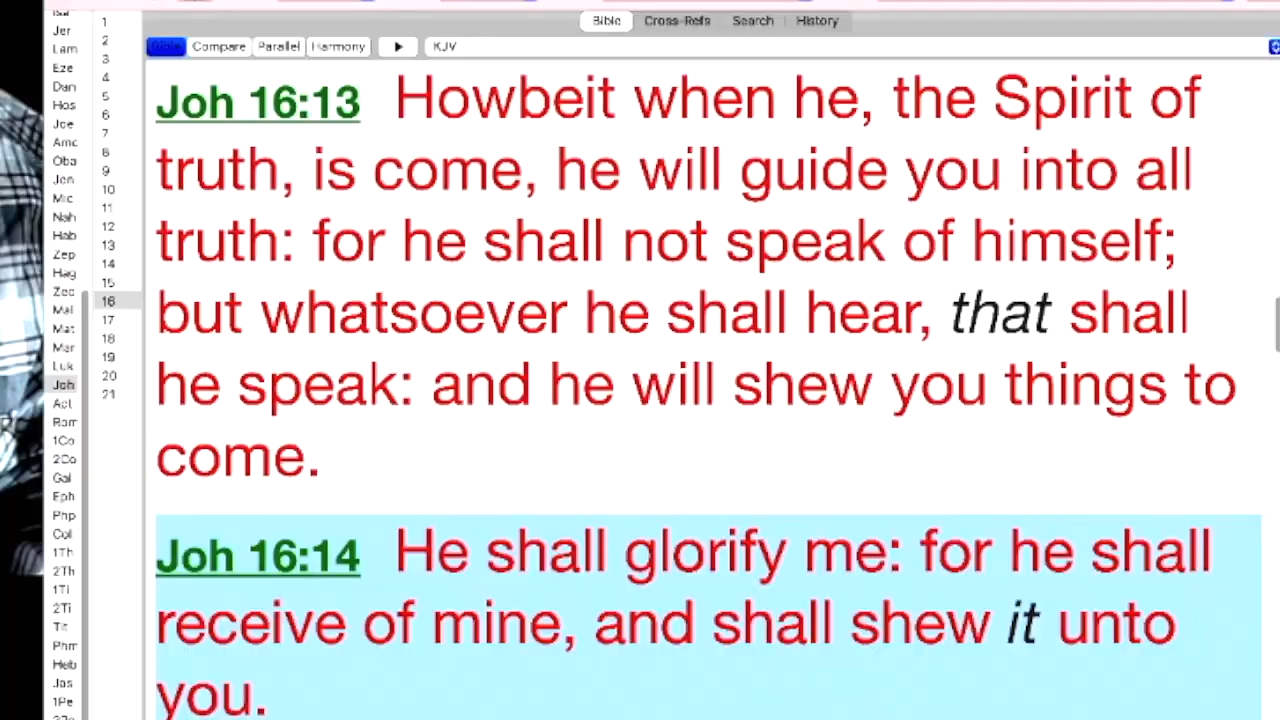 Bible Cross-Refs Search History
Bible Compare Parallel Harmony KJV
Joh 16:13 Howbeit when he, the Spirit of
truth, is come, he will guide you into all
truth: for he shall not speak of himself;
but whatsoever he shall hear, that shall
he speak: and he will shew you things to
come.
Joh 16:14 He shall glorify me: for he shall
receive of mine, and shall shew it unto
you.
Jer
Lam
Eze
Dan
Hos
Joe
Amo
Oba
Jon
Mic
Nah
Hab
Zep
Hag
Zec
Mal
Mat
Mar
Luk
Joh
Act
Rom
1Co
2Co
Gal
Eph
Php
Col
1Th
2Th
1Ti
2Ti
Tit
Phm
Heb
Jas
1Pe
1
2
3
4
5
6
7
8
9
10
11
12
13
14
15
16
17
18
19
20
21